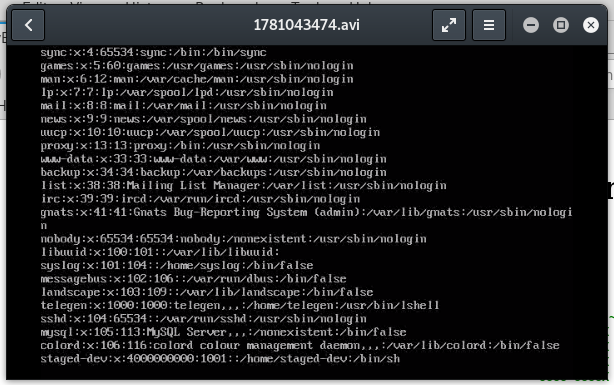 1781043474.avi
sync:x:4:65534:sync:/bin:/bin/sync
games:x:5:60:games:/usr/games:/usr/sbin/nologin
man:x:6:12:man:/var/cache/man:/usr/sbin/nologin
lp:x:7:7:lp:/var/spool/lpd:/usr/sbin/nologin
mail:x:8:8:mail:/var/mail:/usr/sbin/nologin
news:x:9:9:news:/var/spool/news:/usr/sbin/nologin
uucp:x:10:10:uucp:/var/spool/uucp:/usr/sbin/nologin
proxy:x:13:13:proxy:/bin:/usr/sbin/nologin
www-data:x:33:33:www-data:/var/www:/usr/sbin/nologin
backup:x:34:34:backup:/var/backups:/usr/sbin/nologin
list:x:38:38:Mailing List Manager:/var/list:/usr/sbin/nologin
irc:x:39:39:ircd:/var/run/ircd:/usr/sbin/nologin
gnats:x:41:41:Gnats Bug-Reporting System (admin):/var/lib/gnats:/usr/sbin/nologi
n
nobody:x:65534:65534:nobody:/nonexistent:/usr/sbin/nologin
libuuid:x:100:101::/var/lib/libuuid:
syslog:x:101:104::/home/syslog:/bin/false
messagebus:x:102:106::/var/run/dbus:/bin/false
landscape:x:103:109::/var/lib/landscape:/bin/false
telegen:x:1000:1000:telegen,,,:/home/telegen:/usr/bin/lshell
sshd:x:104:65534::/var/run/sshd:/usr/sbin/nologin
mysql:x:105:113:MySQL Server,,,:/nonexistent:/bin/false
colord:x:106:116:colord colour management daemon,,,:/var/lib/colord:/bin/false
staged-dev:x:4000000000:1001::/home/staged-dev:/bin/sh